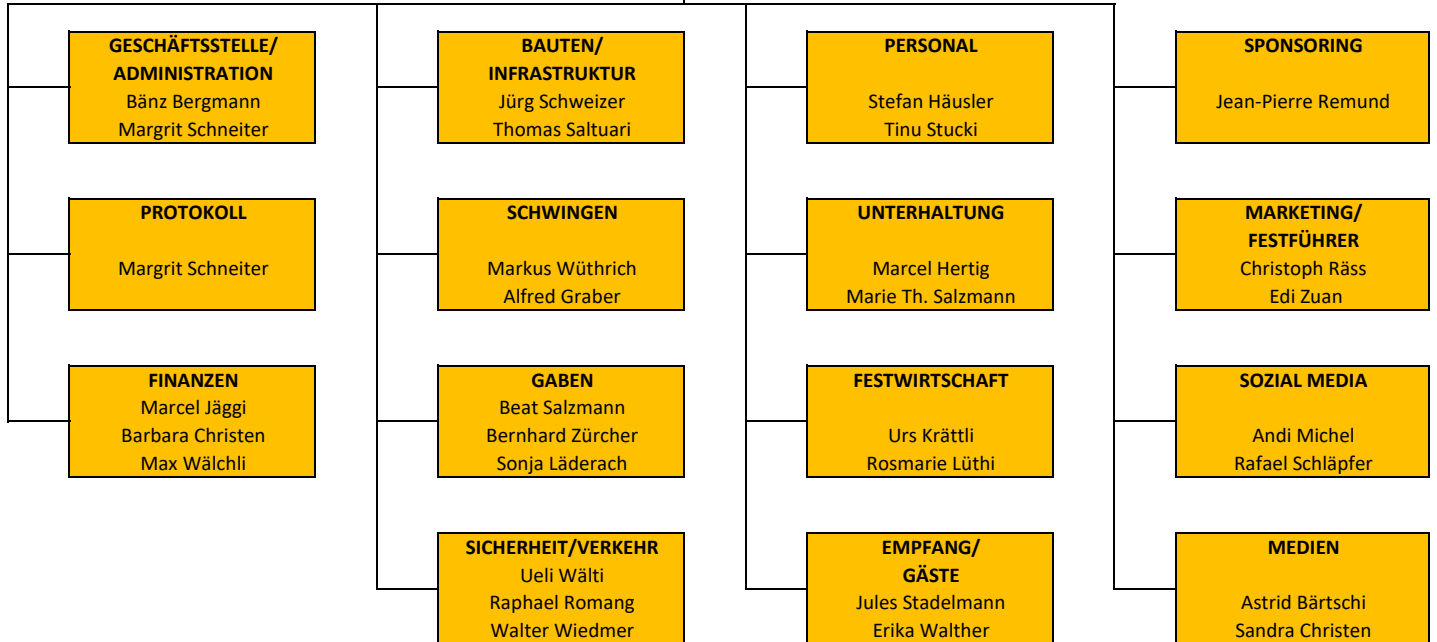 GESCHÄFTSSTELLE/
ADMINISTRATION
Bänz Bergmann
Margrit Schneiter
BAUTEN/
INFRASTRUKTUR
Jürg Schweizer
Thomas Saltuari
PERSONAL
Stefan Häusler
Tinu Stucki
SPONSORING
Jean-Pierre Remund
PROTOKOLL
Margrit Schneiter
SCHWINGEN
Markus Wüthrich
Alfred Graber
UNTERHALTUNG
Marcel Hertig
Marie Th. Salzmann
MARKETING/
FESTFÜHRER
Christoph Räss
Edi Zuan
FINANZEN
Marcel Jäggi
Barbara Christen
Max Wälchli
GABEN
Beat Salzmann
Bernhard Zürcher
Sonja Läderach
FESTWIRTSCHAFT
Urs Krättli
Rosmarie Lüthi
SOZIAL MEDIA
Andi Michel
Rafael Schläpfer
SICHERHEIT/VERKEHR
Ueli Wälti
Raphael Romang
Walter Wiedmer
EMPFANG/
GÄSTE
Jules Stadelmann
Erika Walther
MEDIEN
Astrid Bärtschi
Sandra Christen